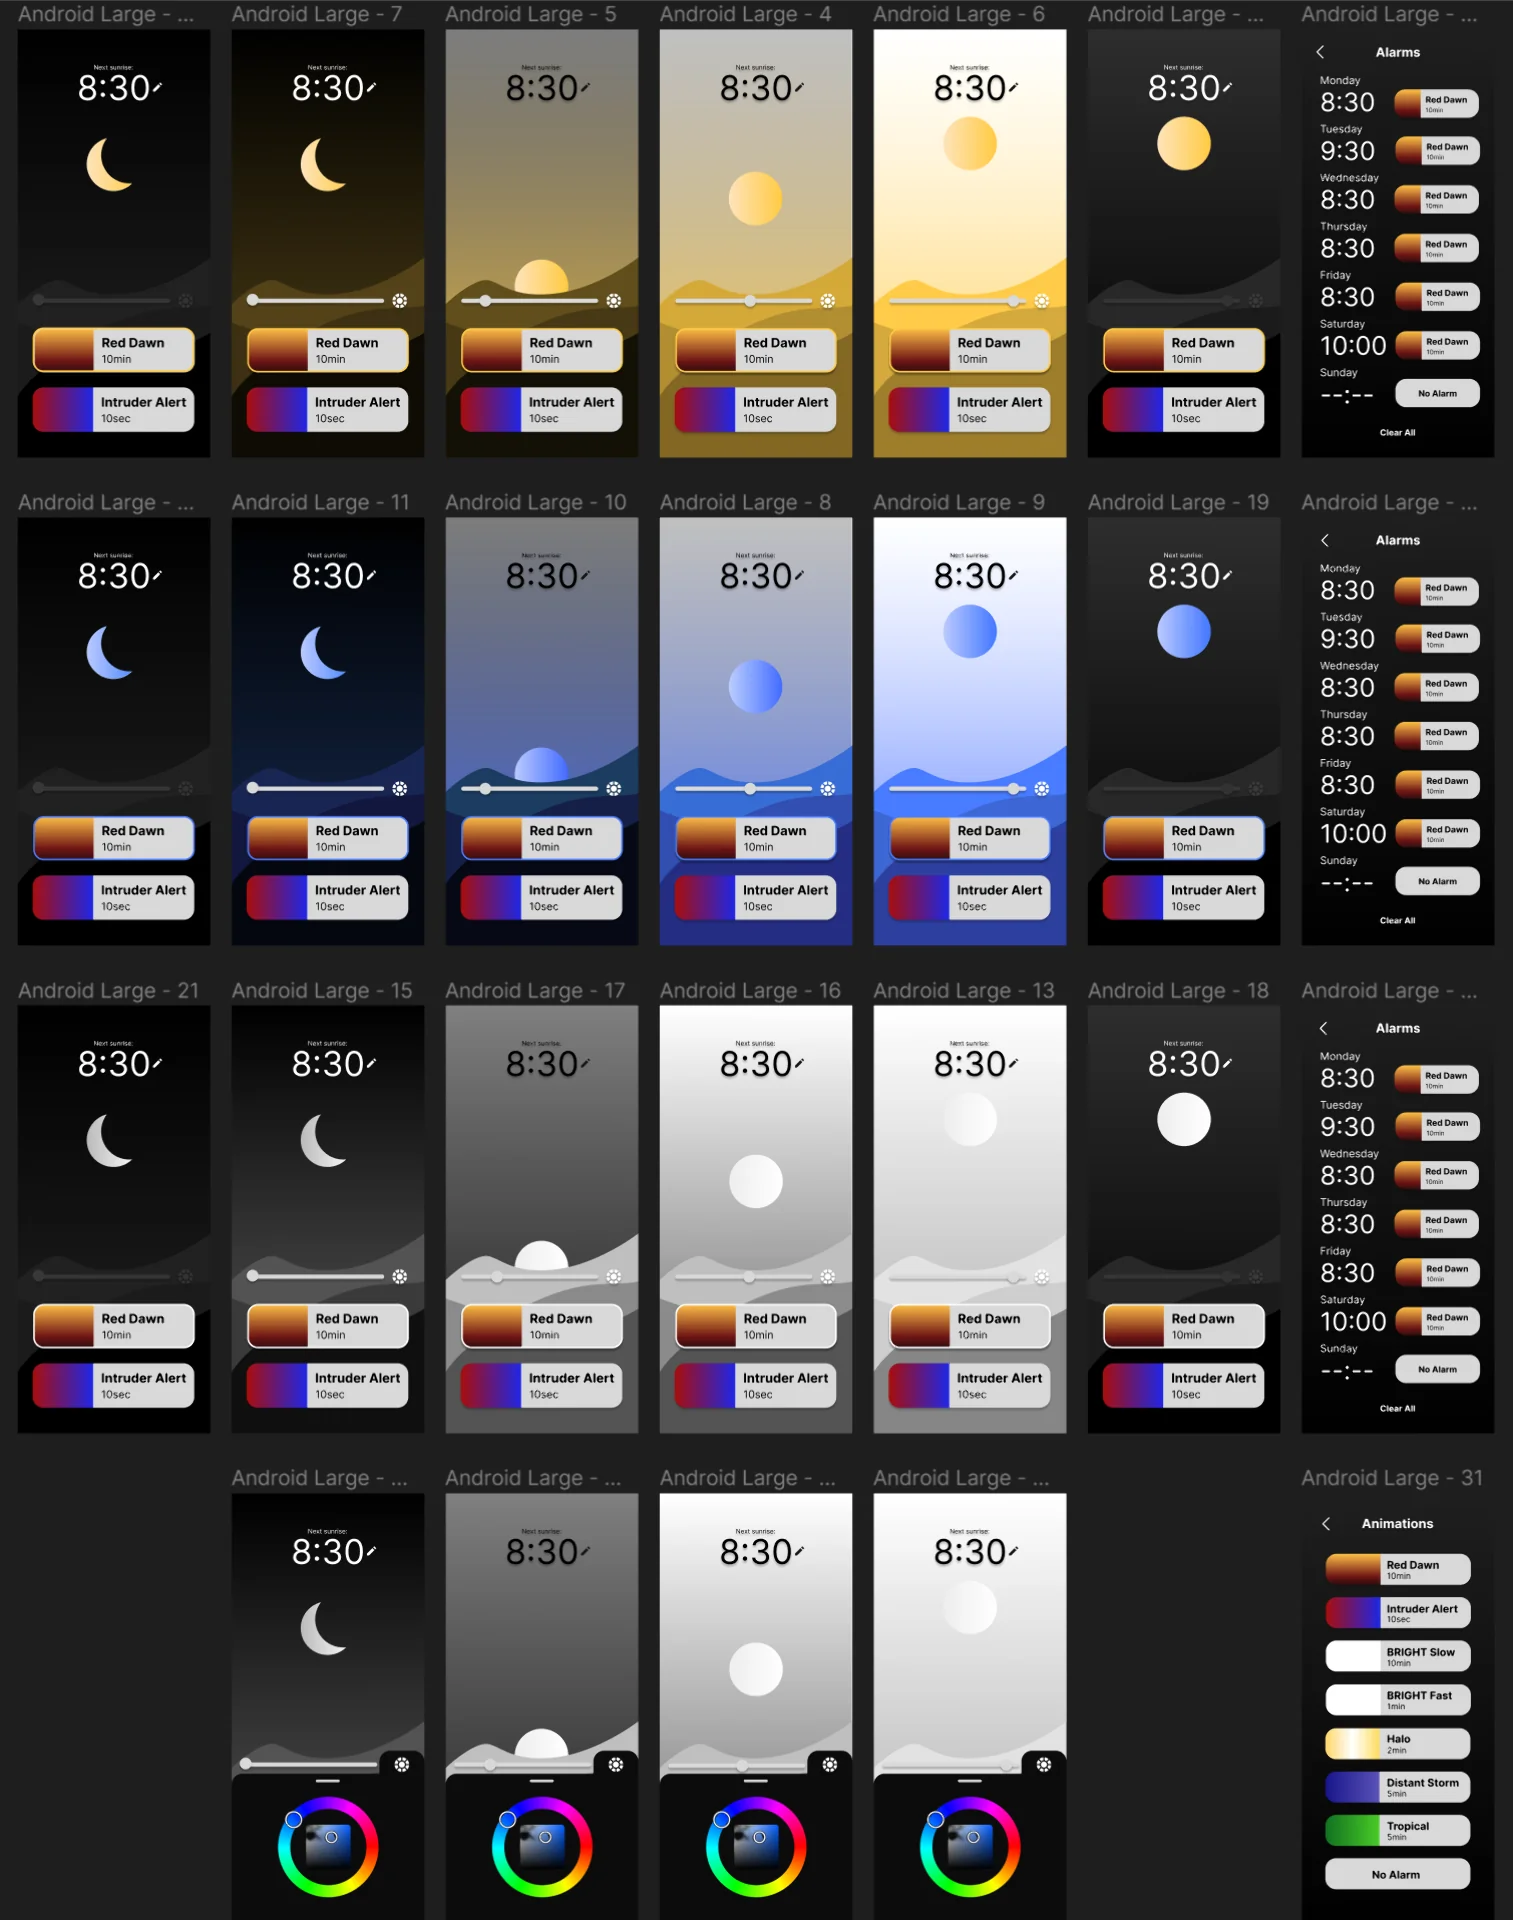 Android Large - ...
Android Large - 7
Android Large - 5
Android Large - 4
Android Large - 6
Android Large - ...
Android Large - ...
Next sunrise:
8:30
Red Dawn
10min
Intruder Alert
10sec
Next sunrise:
8:30
Red Dawn
10min
Intruder Alert
10sec
Next sunrise:
8:30
Red Dawn
10min
Intruder Alert
10sec
Next sunrise:
8:30
Red Dawn
10min
Intruder Alert
10sec
Next sunrise:
8:30
Red Dawn
10min
Intruder Alert
10sec
Next sunrise:
8:30
Red Dawn
10min
Intruder Alert
10sec
Alarms
Monday
8:30
Red Dawn
10min
Tuesday
9:30
Red Dawn
10min
Wednesday
8:30
Red Dawn
10min
Thursday
8:30
Red Dawn
10min
Friday
8:30
Red Dawn
10min
Saturday
10:00
Red Dawn
10min
Sunday
--:--
No Alarm
Clear All
Android Large - ...
Android Large - 11
Android Large - 10
Android Large - 8
Android Large - 9
Android Large - 19
Android Large - ...
Next sunrise:
8:30
Red Dawn
10min
Intruder Alert
10sec
Next sunrise:
8:30
Red Dawn
10min
Intruder Alert
10sec
Next sunrise:
8:30
Red Dawn
10min
Intruder Alert
10sec
Next sunrise:
8:30
Red Dawn
10min
Intruder Alert
10sec
Next sunrise:
8:30
Red Dawn
10min
Intruder Alert
10sec
Next sunrise:
8:30
Red Dawn
10min
Intruder Alert
10sec
Alarms
Monday
8:30
Red Dawn
10min
Tuesday
9:30
Red Dawn
10min
Wednesday
8:30
Red Dawn
10min
Thursday
8:30
Red Dawn
10min
Friday
8:30
Red Dawn
10min
Saturday
10:00
Red Dawn
10min
Sunday
--:--
No Alarm
Clear All
Android Large - 21
Android Large - 15
Android Large - 17
Android Large - 16
Android Large - 13
Android Large - 18
Android Large - ...
Next sunrise:
8:30
Red Dawn
10min
Intruder Alert
10sec
Next sunrise:
8:30
Red Dawn
10min
Intruder Alert
10sec
Next sunrise:
8:30
Red Dawn
10min
Intruder Alert
10sec
Next sunrise:
8:30
Red Dawn
10min
Intruder Alert
10sec
Next sunrise:
8:30
Red Dawn
10min
Intruder Alert
10sec
Next sunrise:
8:30
Red Dawn
10min
Intruder Alert
10sec
Alarms
Monday
8:30
Red Dawn
10min
Tuesday
9:30
Red Dawn
10min
Wednesday
8:30
Red Dawn
10min
Thursday
8:30
Red Dawn
10min
Friday
8:30
Red Dawn
10min
Saturday
10:00
Red Dawn
10min
Sunday
--:--
No Alarm
Clear All
Android Large - ...
Android Large - ...
Android Large - ...
Android Large - ...
Android Large - 31
Next sunrise:
8:30
Next sunrise:
8:30
Next sunrise:
8:30
Next sunrise:
8:30
Animations
Red Dawn
10min
Intruder Alert
10sec
BRIGHT Slow
10min
BRIGHT Fast
1min
Halo
2min
Distant Storm
5min
Tropical
5min
No Alarm